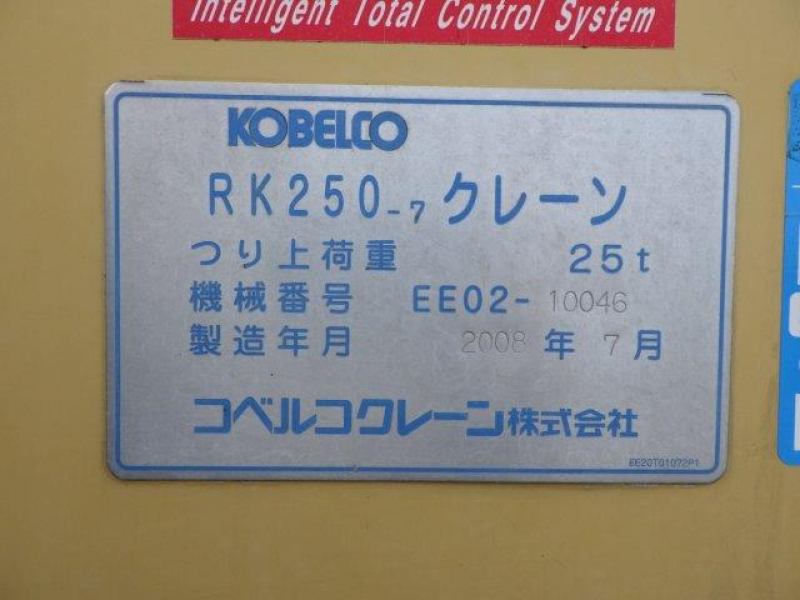 Intelligent Total Control System
KOBELCO
RK250-7 クレーン
つり上荷重 25t
機械番号 EE02-10046
製造年月 2008年7月
コベルコクレーン株式会社
EE20T01072P1